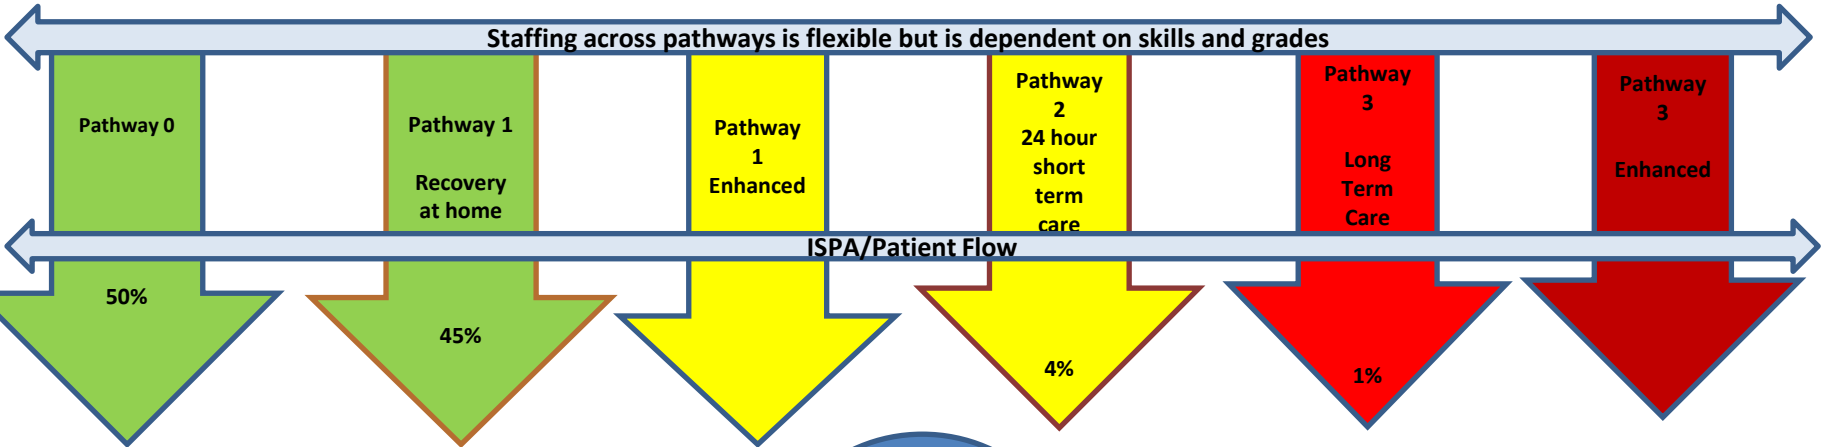 Staffing across pathways is flexible but is dependent on skills and grades
Pathway 0
Pathway 1
Recovery
at home
Pathway
1
Enhanced
Pathway
2
24 hour
short
term
care
Pathway
3
Long
Term
Care
Pathway
3
Enhanced
ISPA/Patient Flow
50%
45%
4%
1%